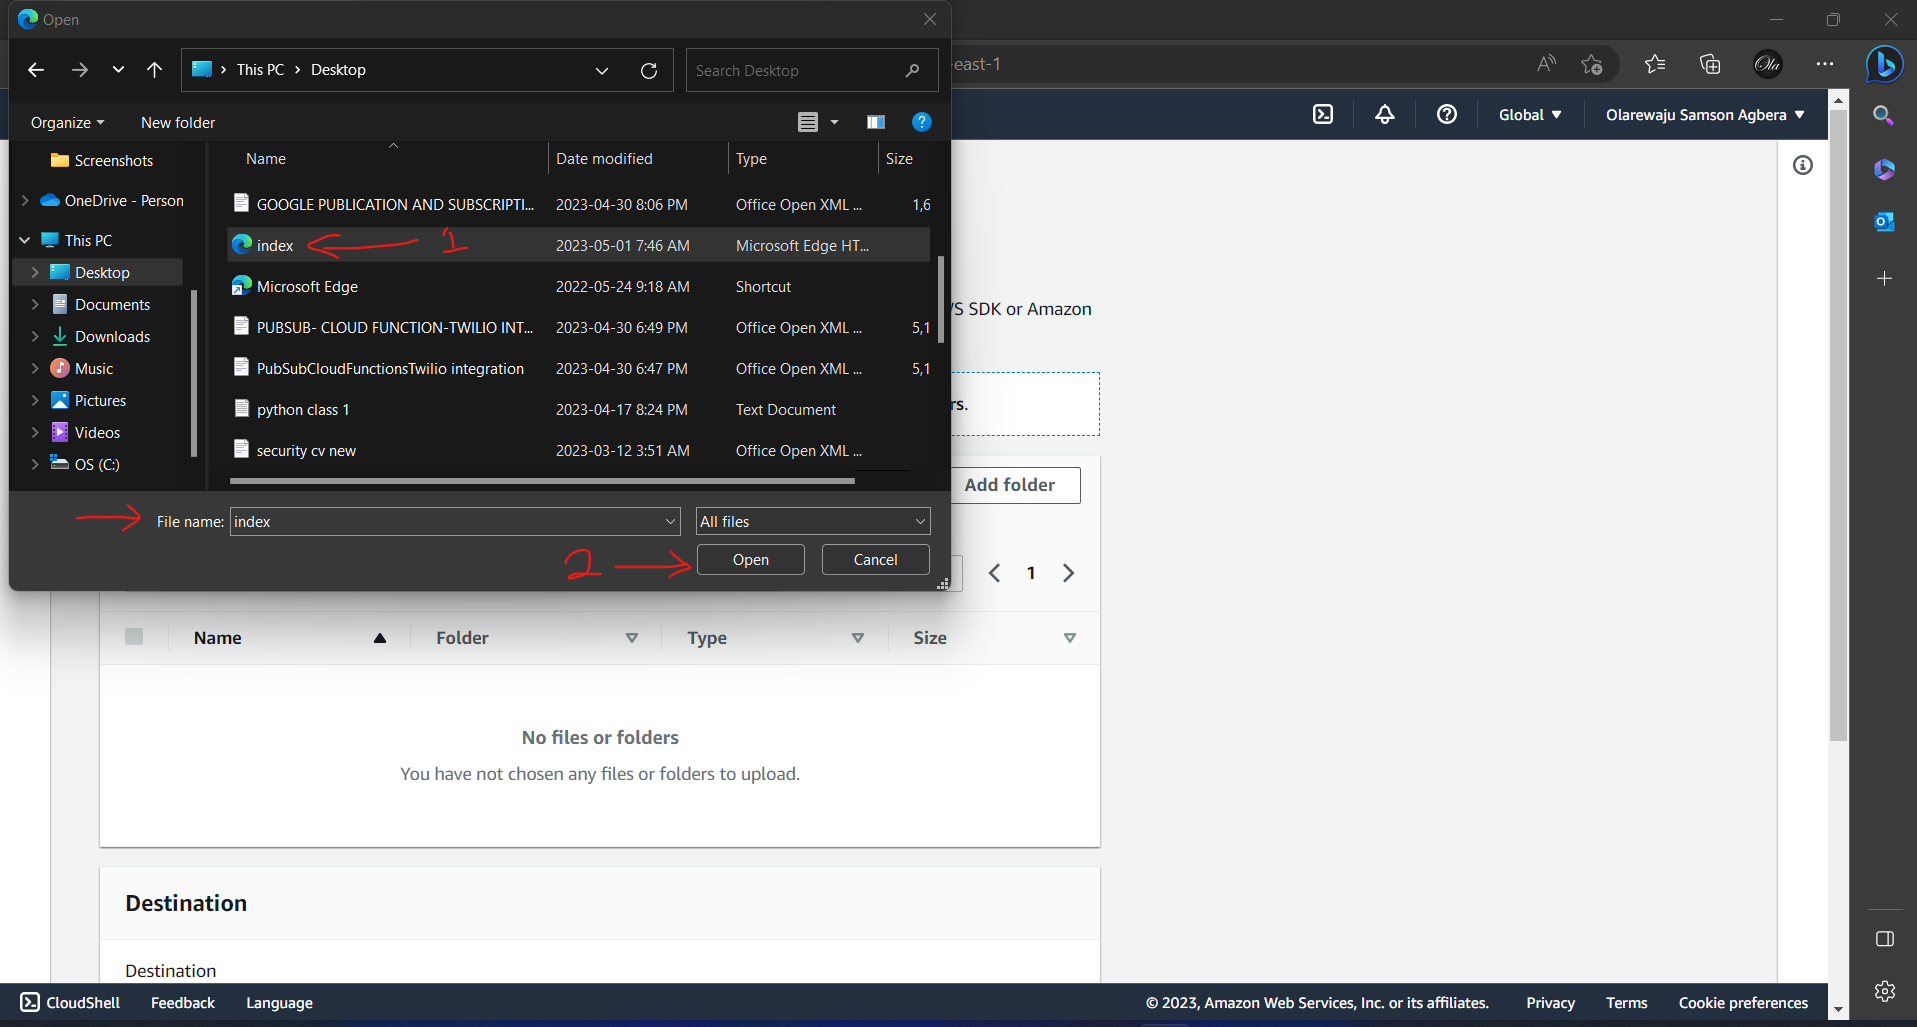 Open
This PC > Desktop
Search Desktop
Organize
New folder
Screenshots
OneDrive - Person
This PC
Desktop
Documents
Downloads
Music
Pictures
Videos
OS (C:)
Name Date modified Type Size
GOOGLE PUBLICATION AND SUBSCRIPTI... 2023-04-30 8:06 PM Office Open XML ... 1,6
index 2023-05-01 7:46 AM Microsoft Edge HT...
1
Microsoft Edge 2022-05-24 9:18 AM Shortcut
PUBSUB- CLOUD FUNCTION-TWILIO INT... 2023-04-30 6:49 PM Office Open XML ... 5,1
PubSubCloudFunctionsTwilio integration 2023-04-30 6:47 PM Office Open XML ... 5,1
python class 1 2023-04-17 8:24 PM Text Document
security cv new 2023-03-12 3:51 AM Office Open XML ...
File name: index All files
2
Open Cancel
-east-1
Ola
Global Olarewaju Samson Agbera
/S SDK or Amazon
rs.
Add folder
1
Name Folder Type Size
No files or folders
You have not chosen any files or folders to upload.
Destination
Destination
CloudShell Feedback Language © 2023, Amazon Web Services, Inc. or its affiliates. Privacy Terms Cookie preferences